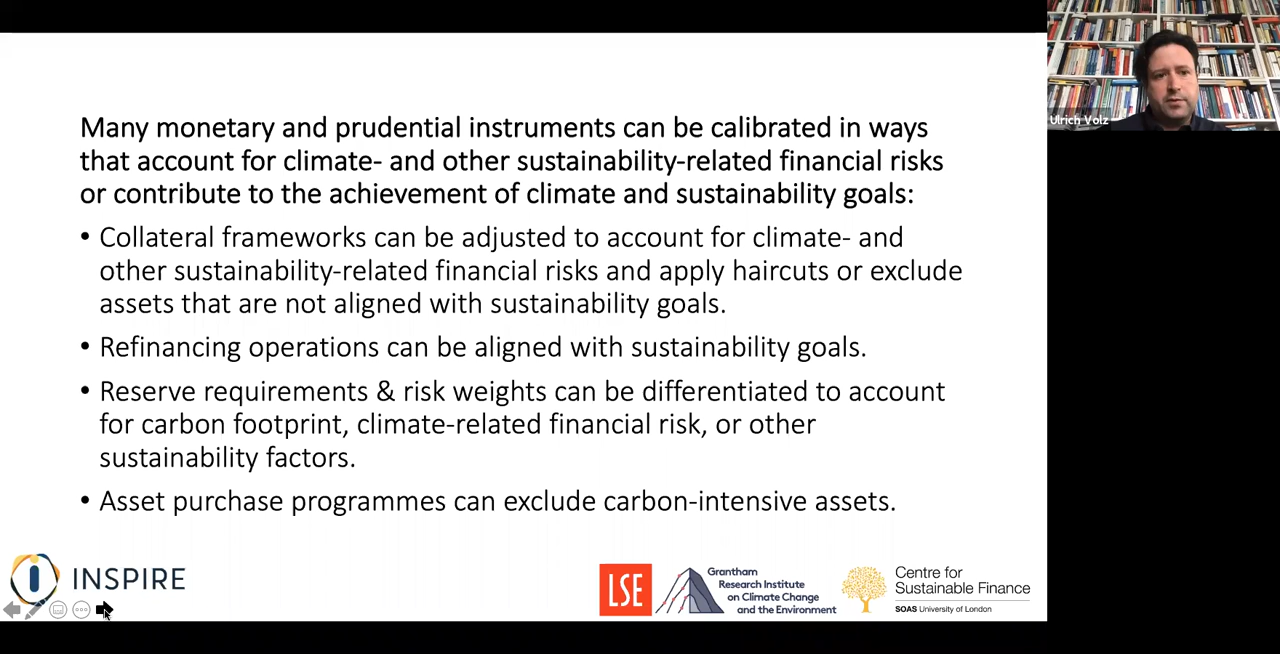 Many monetary and prudential instruments can be calibrated in ways
that account for climate- and other sustainability-related financial risks
or contribute to the achievement of climate and sustainability goals:
• Collateral frameworks can be adjusted to account for climate- and
other sustainability-related financial risks and apply haircuts or exclude
assets that are not aligned with sustainability goals.
• Refinancing operations can be aligned with sustainability goals.
• Reserve requirements & risk weights can be differentiated to account
for carbon footprint, climate-related financial risk, or other
sustainability factors.
• Asset purchase programmes can exclude carbon-intensive assets.
INSPIRE
LSE
Grantham
Research Institute
on Climate Change
and the Environment
Centre for
Sustainable Finance
SOAS University of London
Ulrich Volz